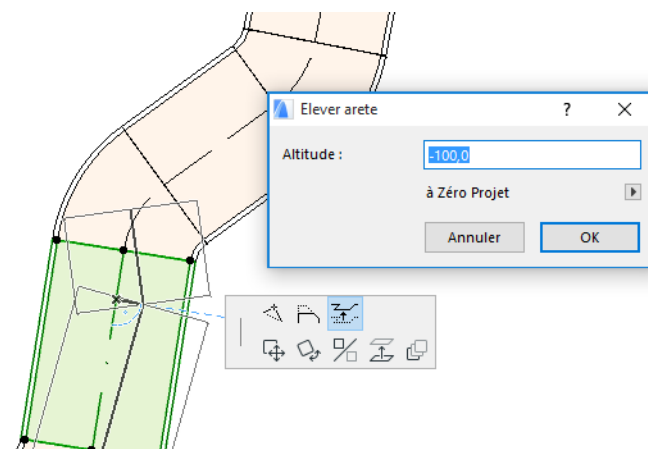 Elever arete
Altitude :
-100,0
à Zéro Projet
Annuler
OK